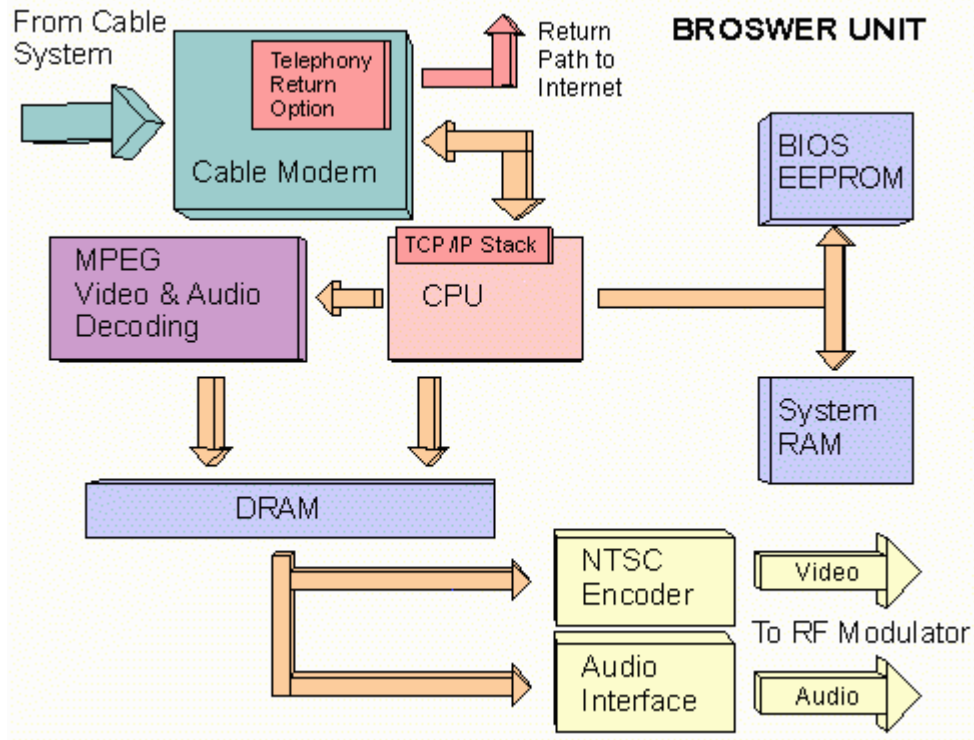 From Cable
System
Telephony
Return
Option
Cable Modem
Return
Path to
Internet
BROSWER UNIT
BIOS
EEPROM
TCP/IP Stack
CPU
MPEG
Video & Audio
Decoding
System
RAM
DRAM
NTSC
Encoder
Video
To RF Modulator
Audio
Interface
Audio